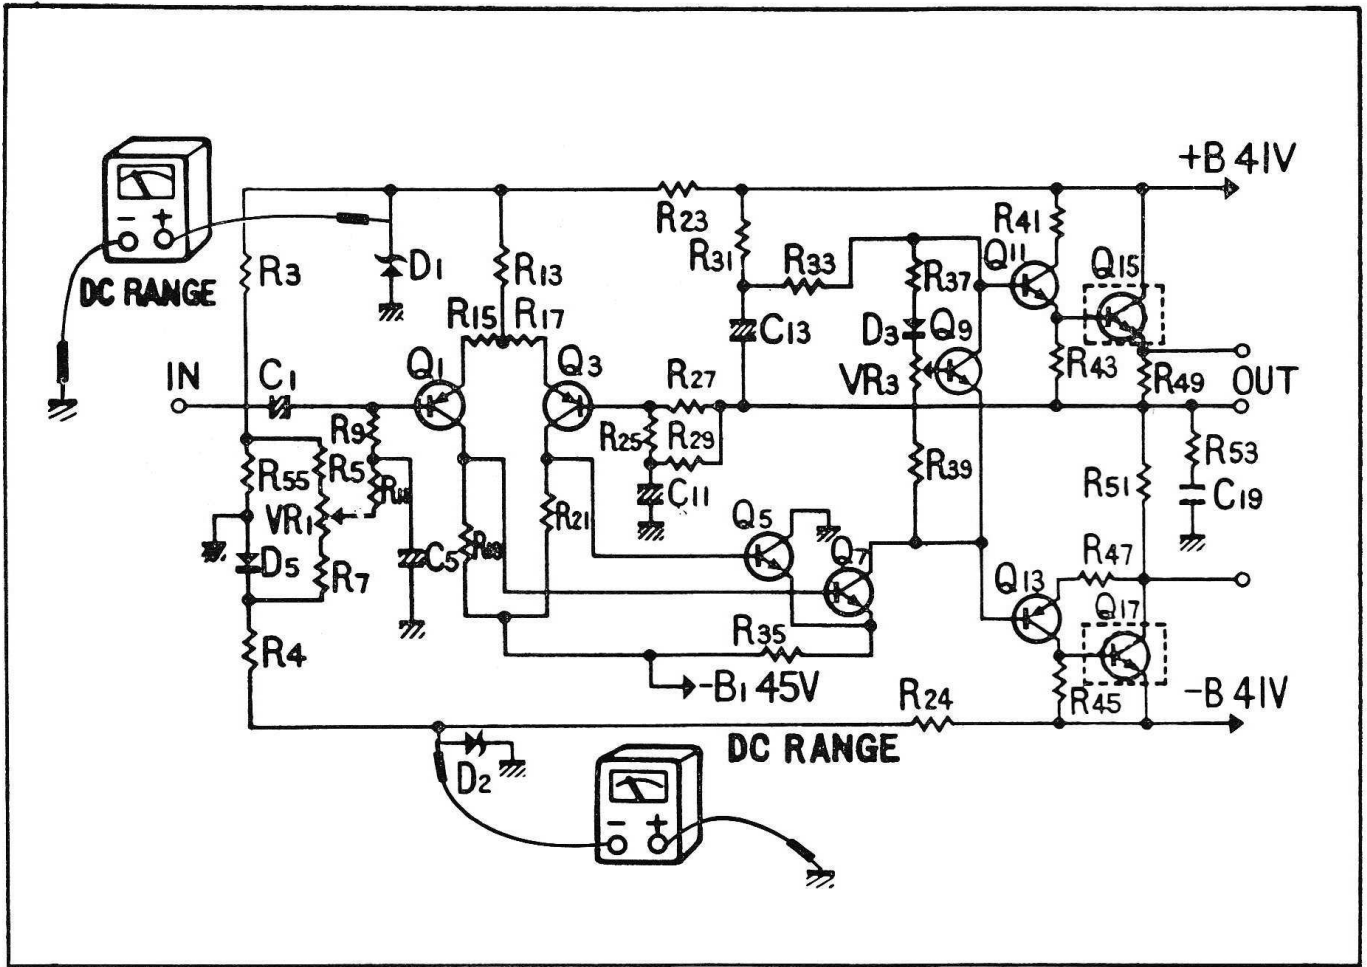 +B 41V
R41
R23
Q11
Q15
R31
- +
D1
R33
R37
R3
R13
DC RANGE
R15
R17
C13
D3
Q9
R43
R49
OUT
IN
C1
Q1
Q3
R27
VR3
R9
R25
R29
R53
R55
R5
R39
R51
C19
VR1
C11
Q5
R21
D5
C5
Q7
R47
R7
Q13
Q17
R4
R35
-B1 45V
R24
R45
-B 41V
DC RANGE
D2
- +